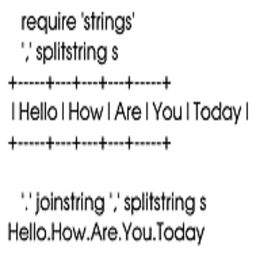 require 'strings'
',' splitstring s
+-----+---+---+---+-----+
|Hello|How|Are|You|Today|
+-----+---+---+---+-----+
'.' joinstring ',' splitstring s
Hello.How.Are.You.Today